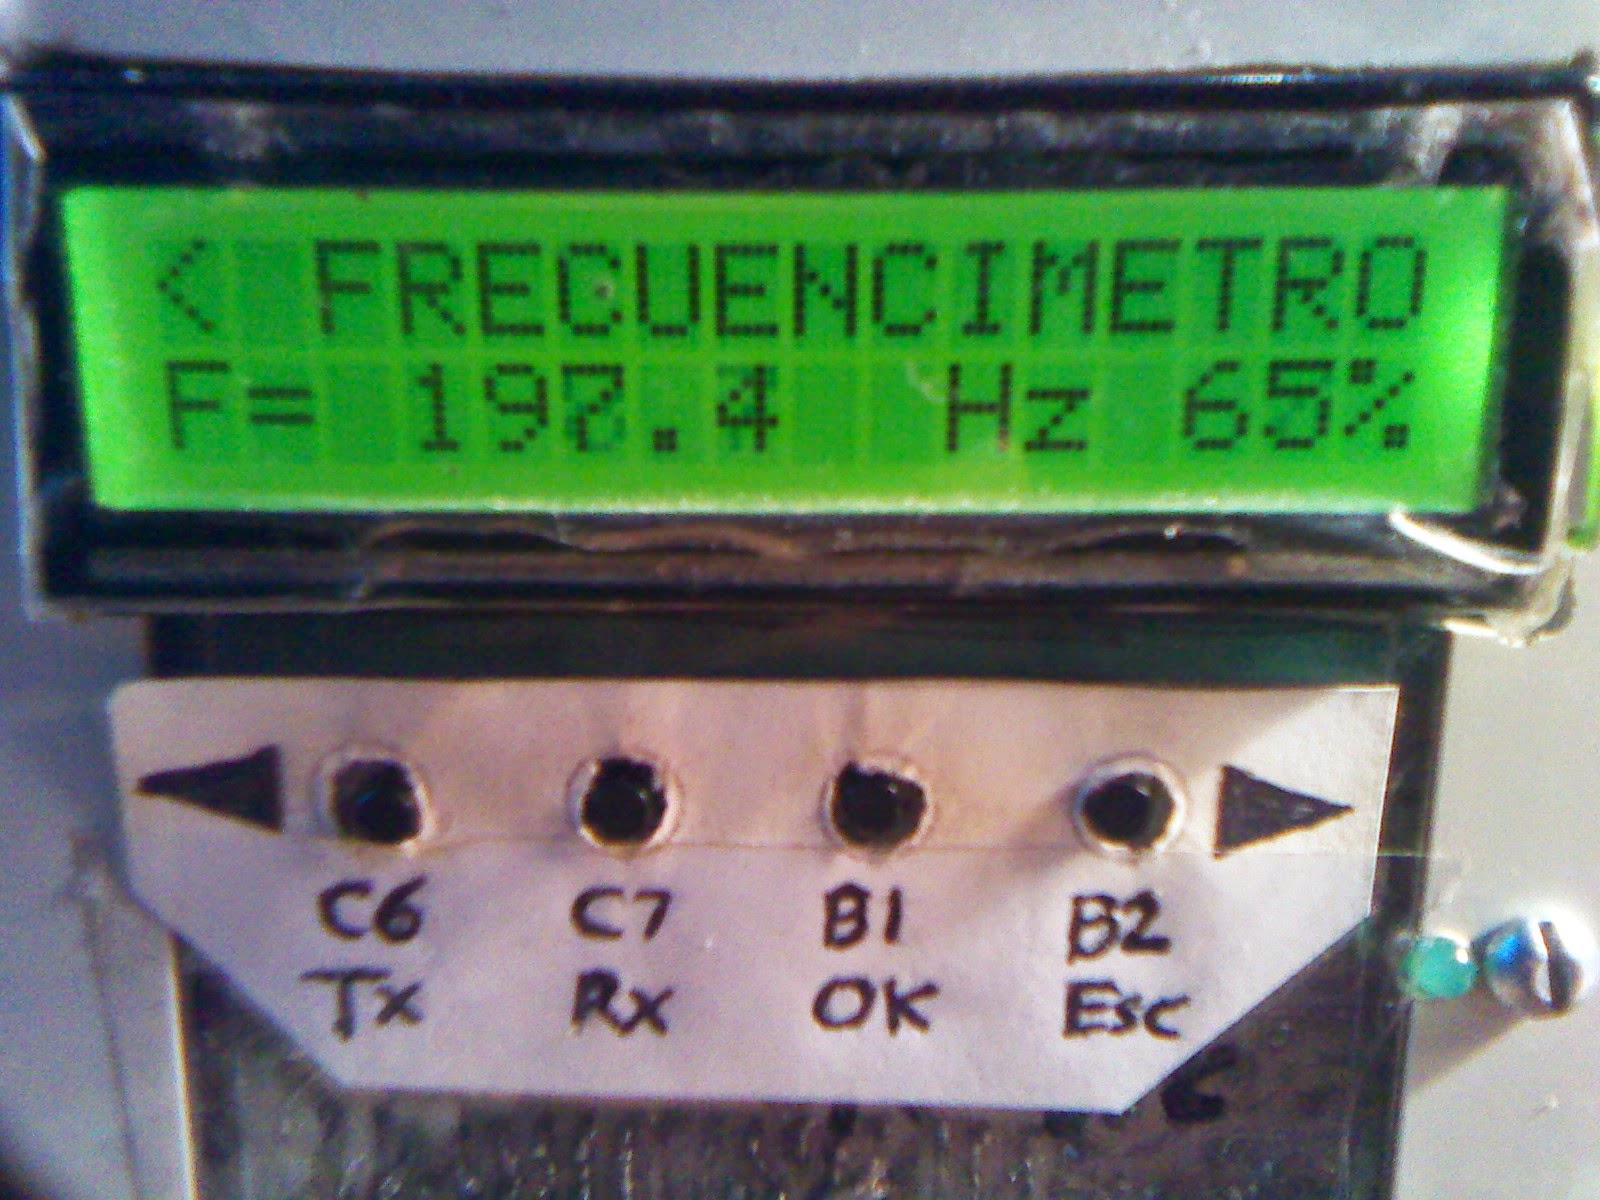 < FRECUENCIMETRO
F= 197.4 Hz 65%
C6 C7 B1 B2
Tx Rx OK Esc